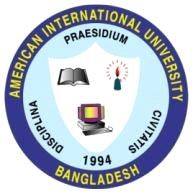 AMERICAN INTERNATIONAL UNIVERSITY
PRAESIDIUM
DISCIPLINA
CIVITATIS
1994
BANGLADESH